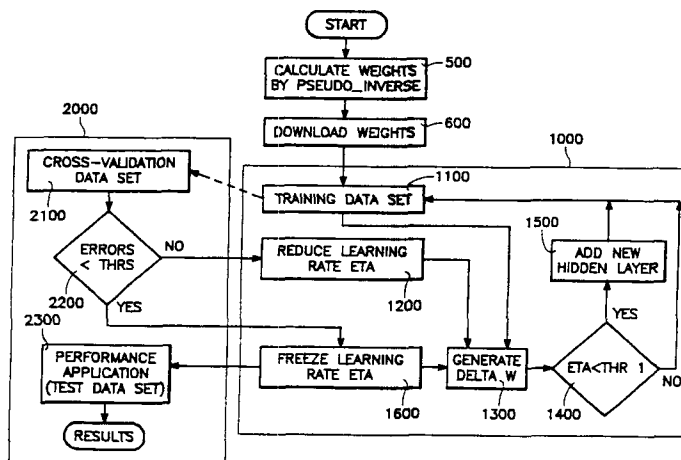 START
500
CALCULATE WEIGHTS
BY PSEUDO_INVERSE
600
DOWNLOAD WEIGHTS
2000
1000
CROSS-VALIDATION
DATA SET
2100
1100
TRAINING DATA SET
1500
ADD NEW
HIDDEN LAYER
ERRORS
< THRS
NO
2200
REDUCE LEARNING
RATE ETA
1200
YES
YES
2300
PERFORMANCE
APPLICATION
(TEST DATA SET)
FREEZE LEARNING
RATE ETA
1600
GENERATE
DELTA_W
1300
ETA<THR 1
1400
NO
RESULTS